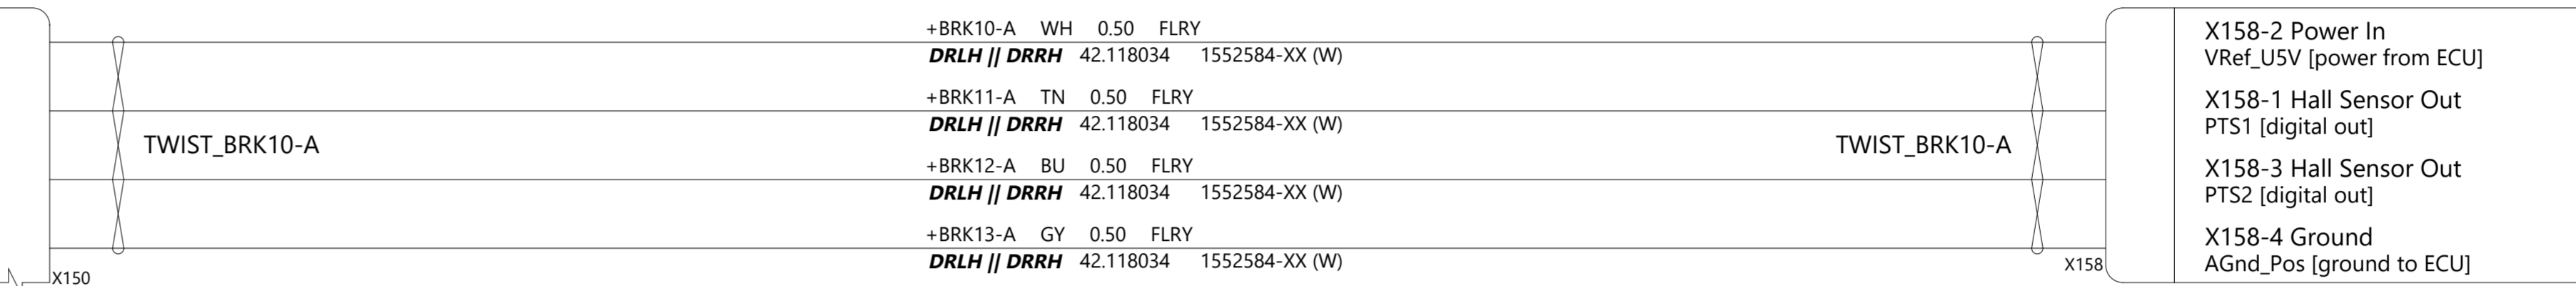 +BRK10-A WH 0.50 FLRY
DRLH || DRRH 42.118034 1552584-XX (W)
+BRK11-A TN 0.50 FLRY
DRLH || DRRH 42.118034 1552584-XX (W)
TWIST_BRK10-A
TWIST_BRK10-A
+BRK12-A BU 0.50 FLRY
DRLH || DRRH 42.118034 1552584-XX (W)
+BRK13-A GY 0.50 FLRY
DRLH || DRRH 42.118034 1552584-XX (W)
X150
X158
X158-2 Power In
VRef_U5V [power from ECU]
X158-1 Hall Sensor Out
PTS1 [digital out]
X158-3 Hall Sensor Out
PTS2 [digital out]
X158-4 Ground
AGnd_Pos [ground to ECU]